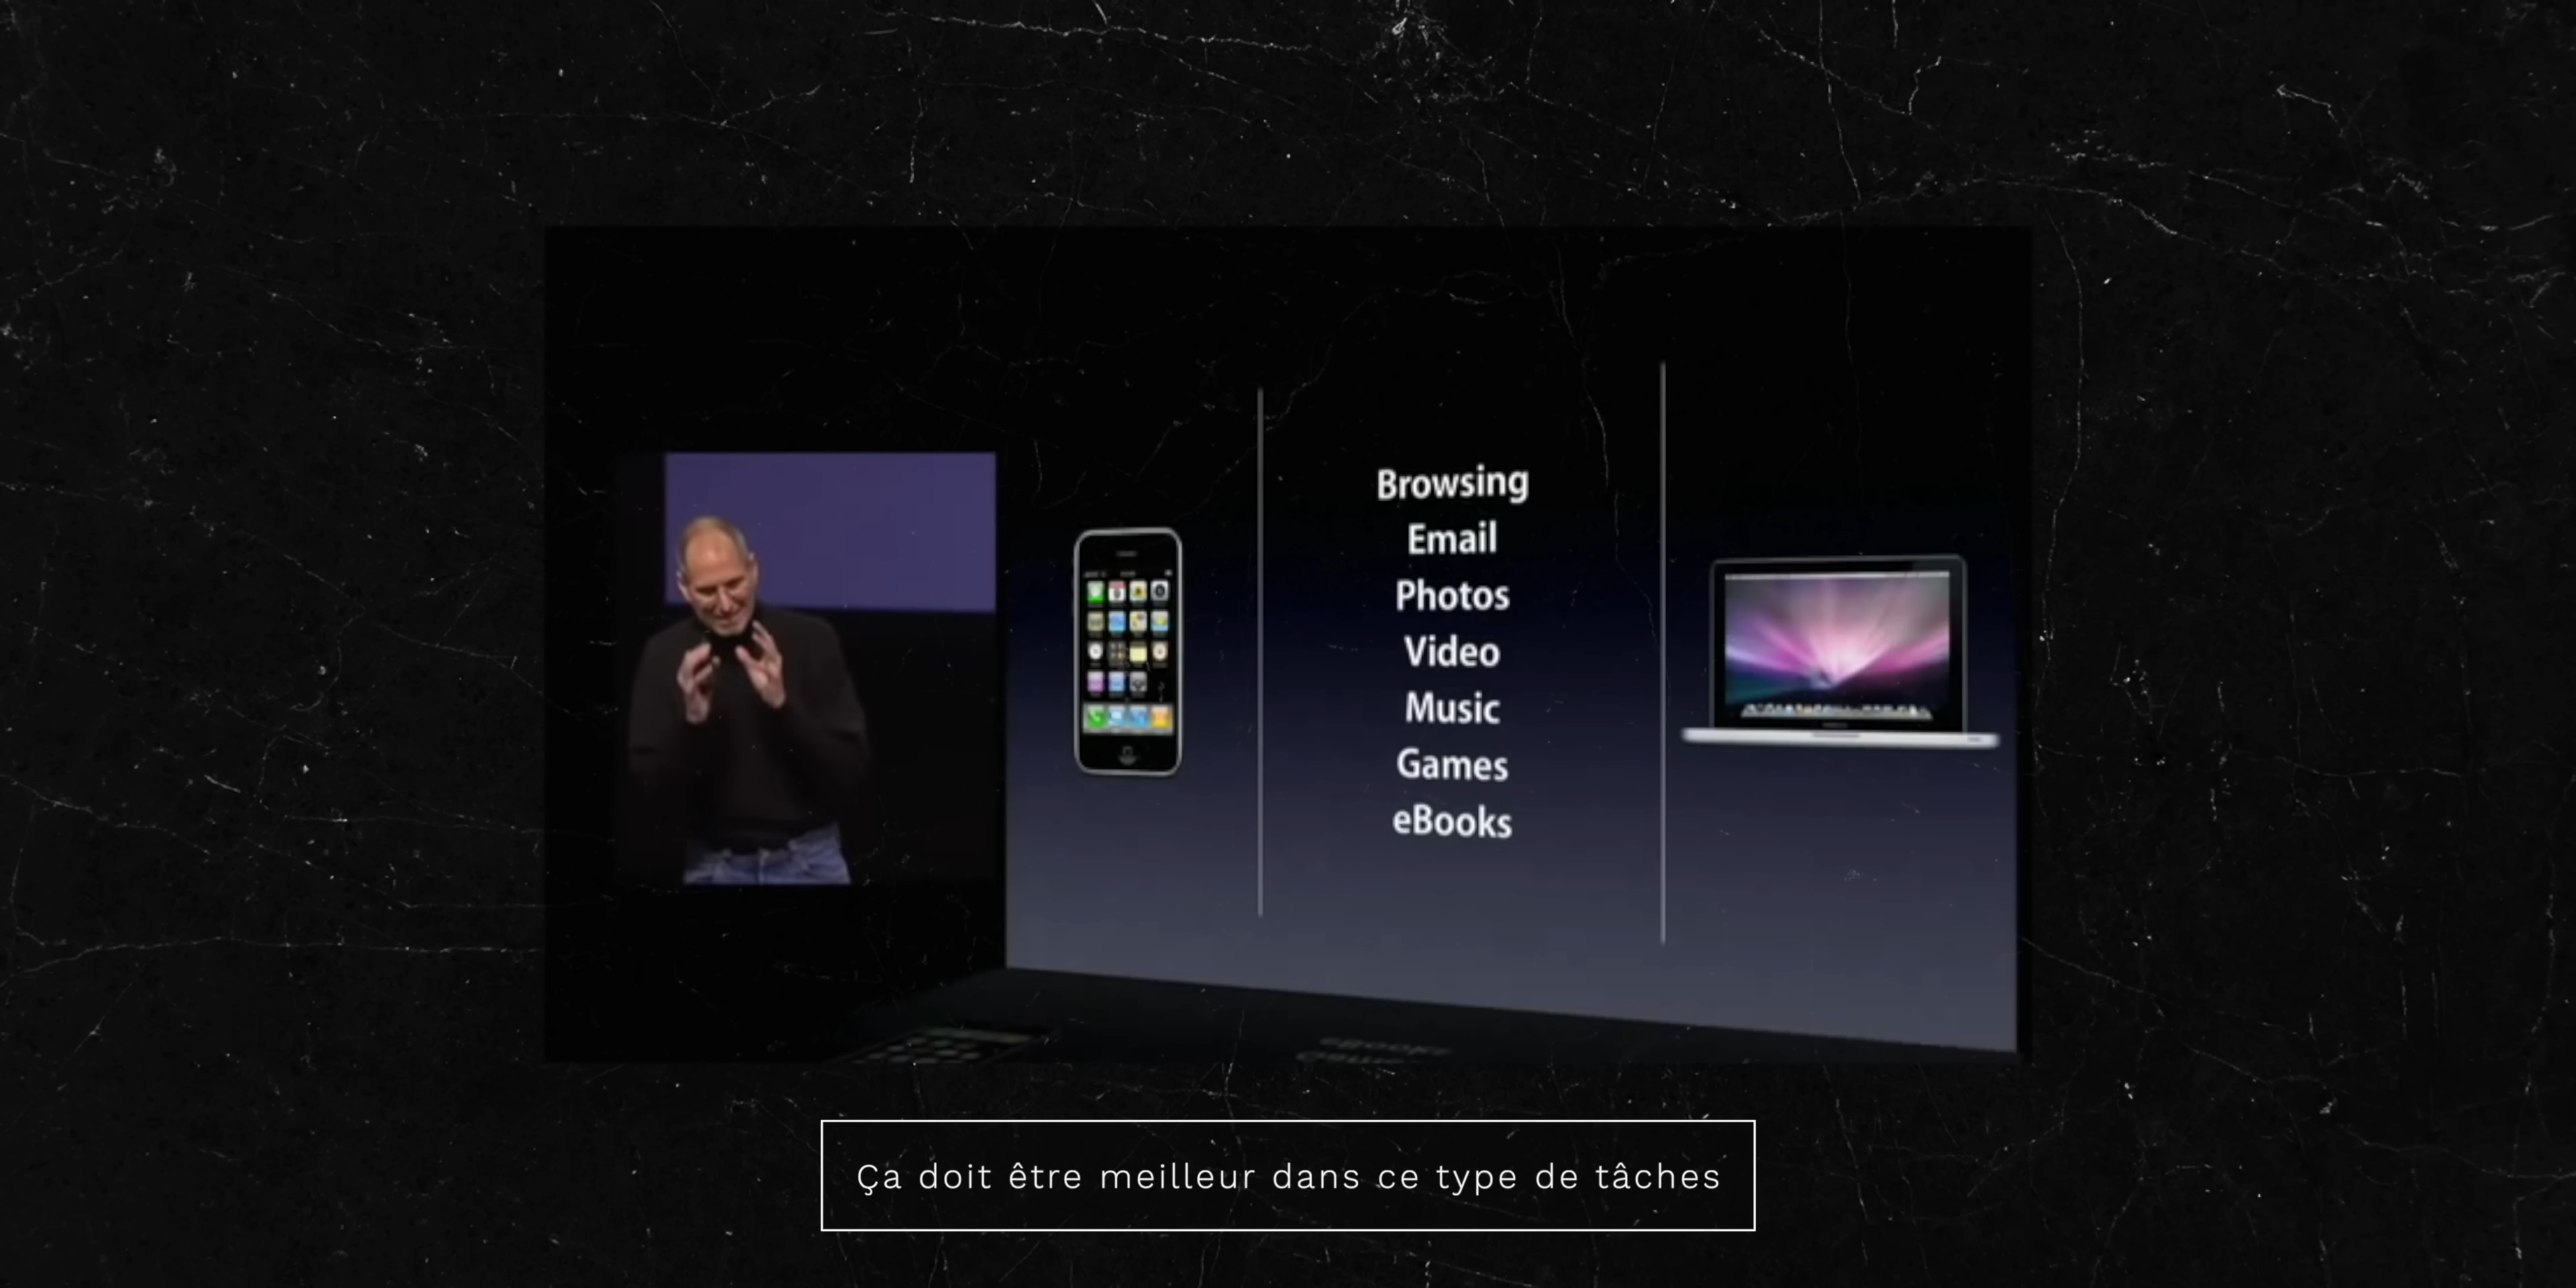 Browsing
Email
Photos
Video
Music
Games
eBooks
Ça doit être meilleur dans ce type de tâches